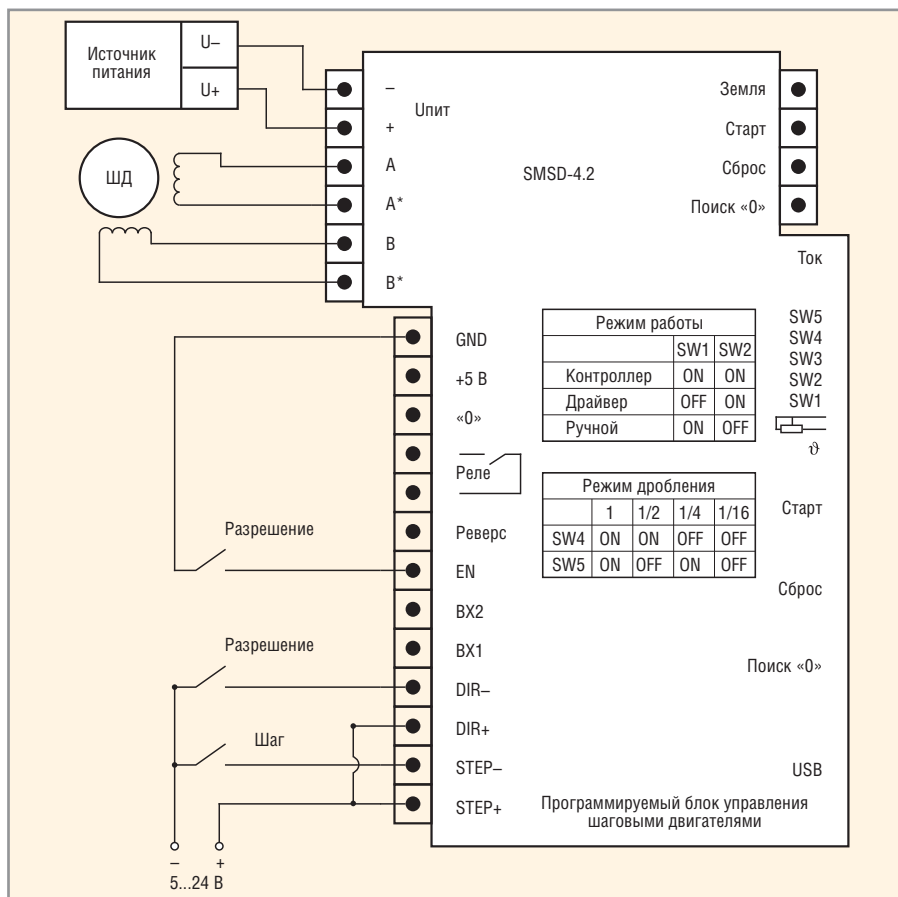 Источник
питания
U–
U+
ШД
–
+
Uпит
A
A*
B
B*
SMSD-4.2
Земля
Старт
Сброс
Поиск «0»
Ток
SW5
SW4
SW3
SW2
SW1
ϑ
Старт
Сброс
Поиск «0»
USB
GND
+5 В
«0»
Реле
Реверс
EN
BX2
BX1
DIR–
DIR+
STEP–
STEP+
Режим работы
SW1 SW2
Контроллер ON ON
Драйвер OFF ON
Ручной ON OFF
Режим дробления
1 1/2 1/4 1/16
SW4 ON ON OFF OFF
SW5 ON OFF ON OFF
Разрешение
Разрешение
Шаг
– +
5...24 В
Программируемый блок управления
шаговыми двигателями